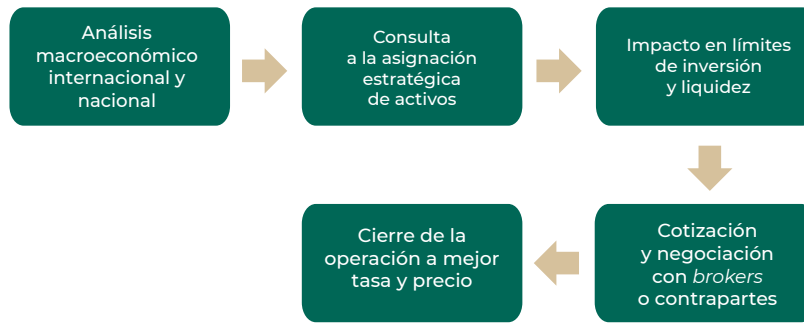 Análisis
macroeconómico
internacional y
nacional
Consulta
a la asignación
estratégica
de activos
Impacto en límites
de inversión
y liquidez
Cotización
y negociación
con brokers
o contrapartes
Cierre de la
operación a mejor
tasa y precio